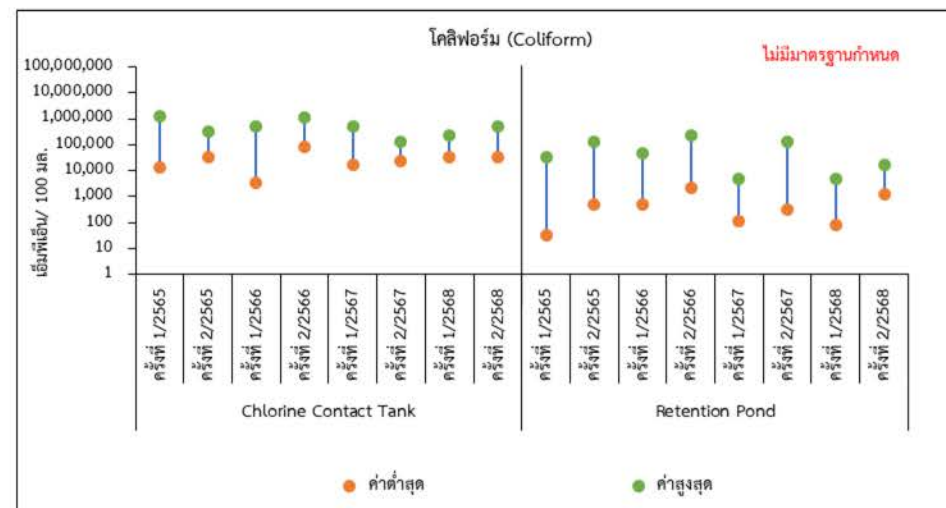 โคลิฟอร์ม (Coliform)
ไม่มีมาตรฐานกำหนด
เอ็มพีเอ็น/ 100 มล.
100,000,000
10,000,000
1,000,000
100,000
10,000
1,000
100
10
1
ครั้งที่ 1/2565
ครั้งที่ 2/2565
ครั้งที่ 1/2566
ครั้งที่ 2/2566
ครั้งที่ 1/2567
ครั้งที่ 2/2567
ครั้งที่ 1/2568
ครั้งที่ 2/2568
ครั้งที่ 1/2565
ครั้งที่ 2/2565
ครั้งที่ 1/2566
ครั้งที่ 2/2566
ครั้งที่ 1/2567
ครั้งที่ 2/2567
ครั้งที่ 1/2568
ครั้งที่ 2/2568
Chlorine Contact Tank
Retention Pond
ค่าต่ำสุด
ค่าสูงสุด